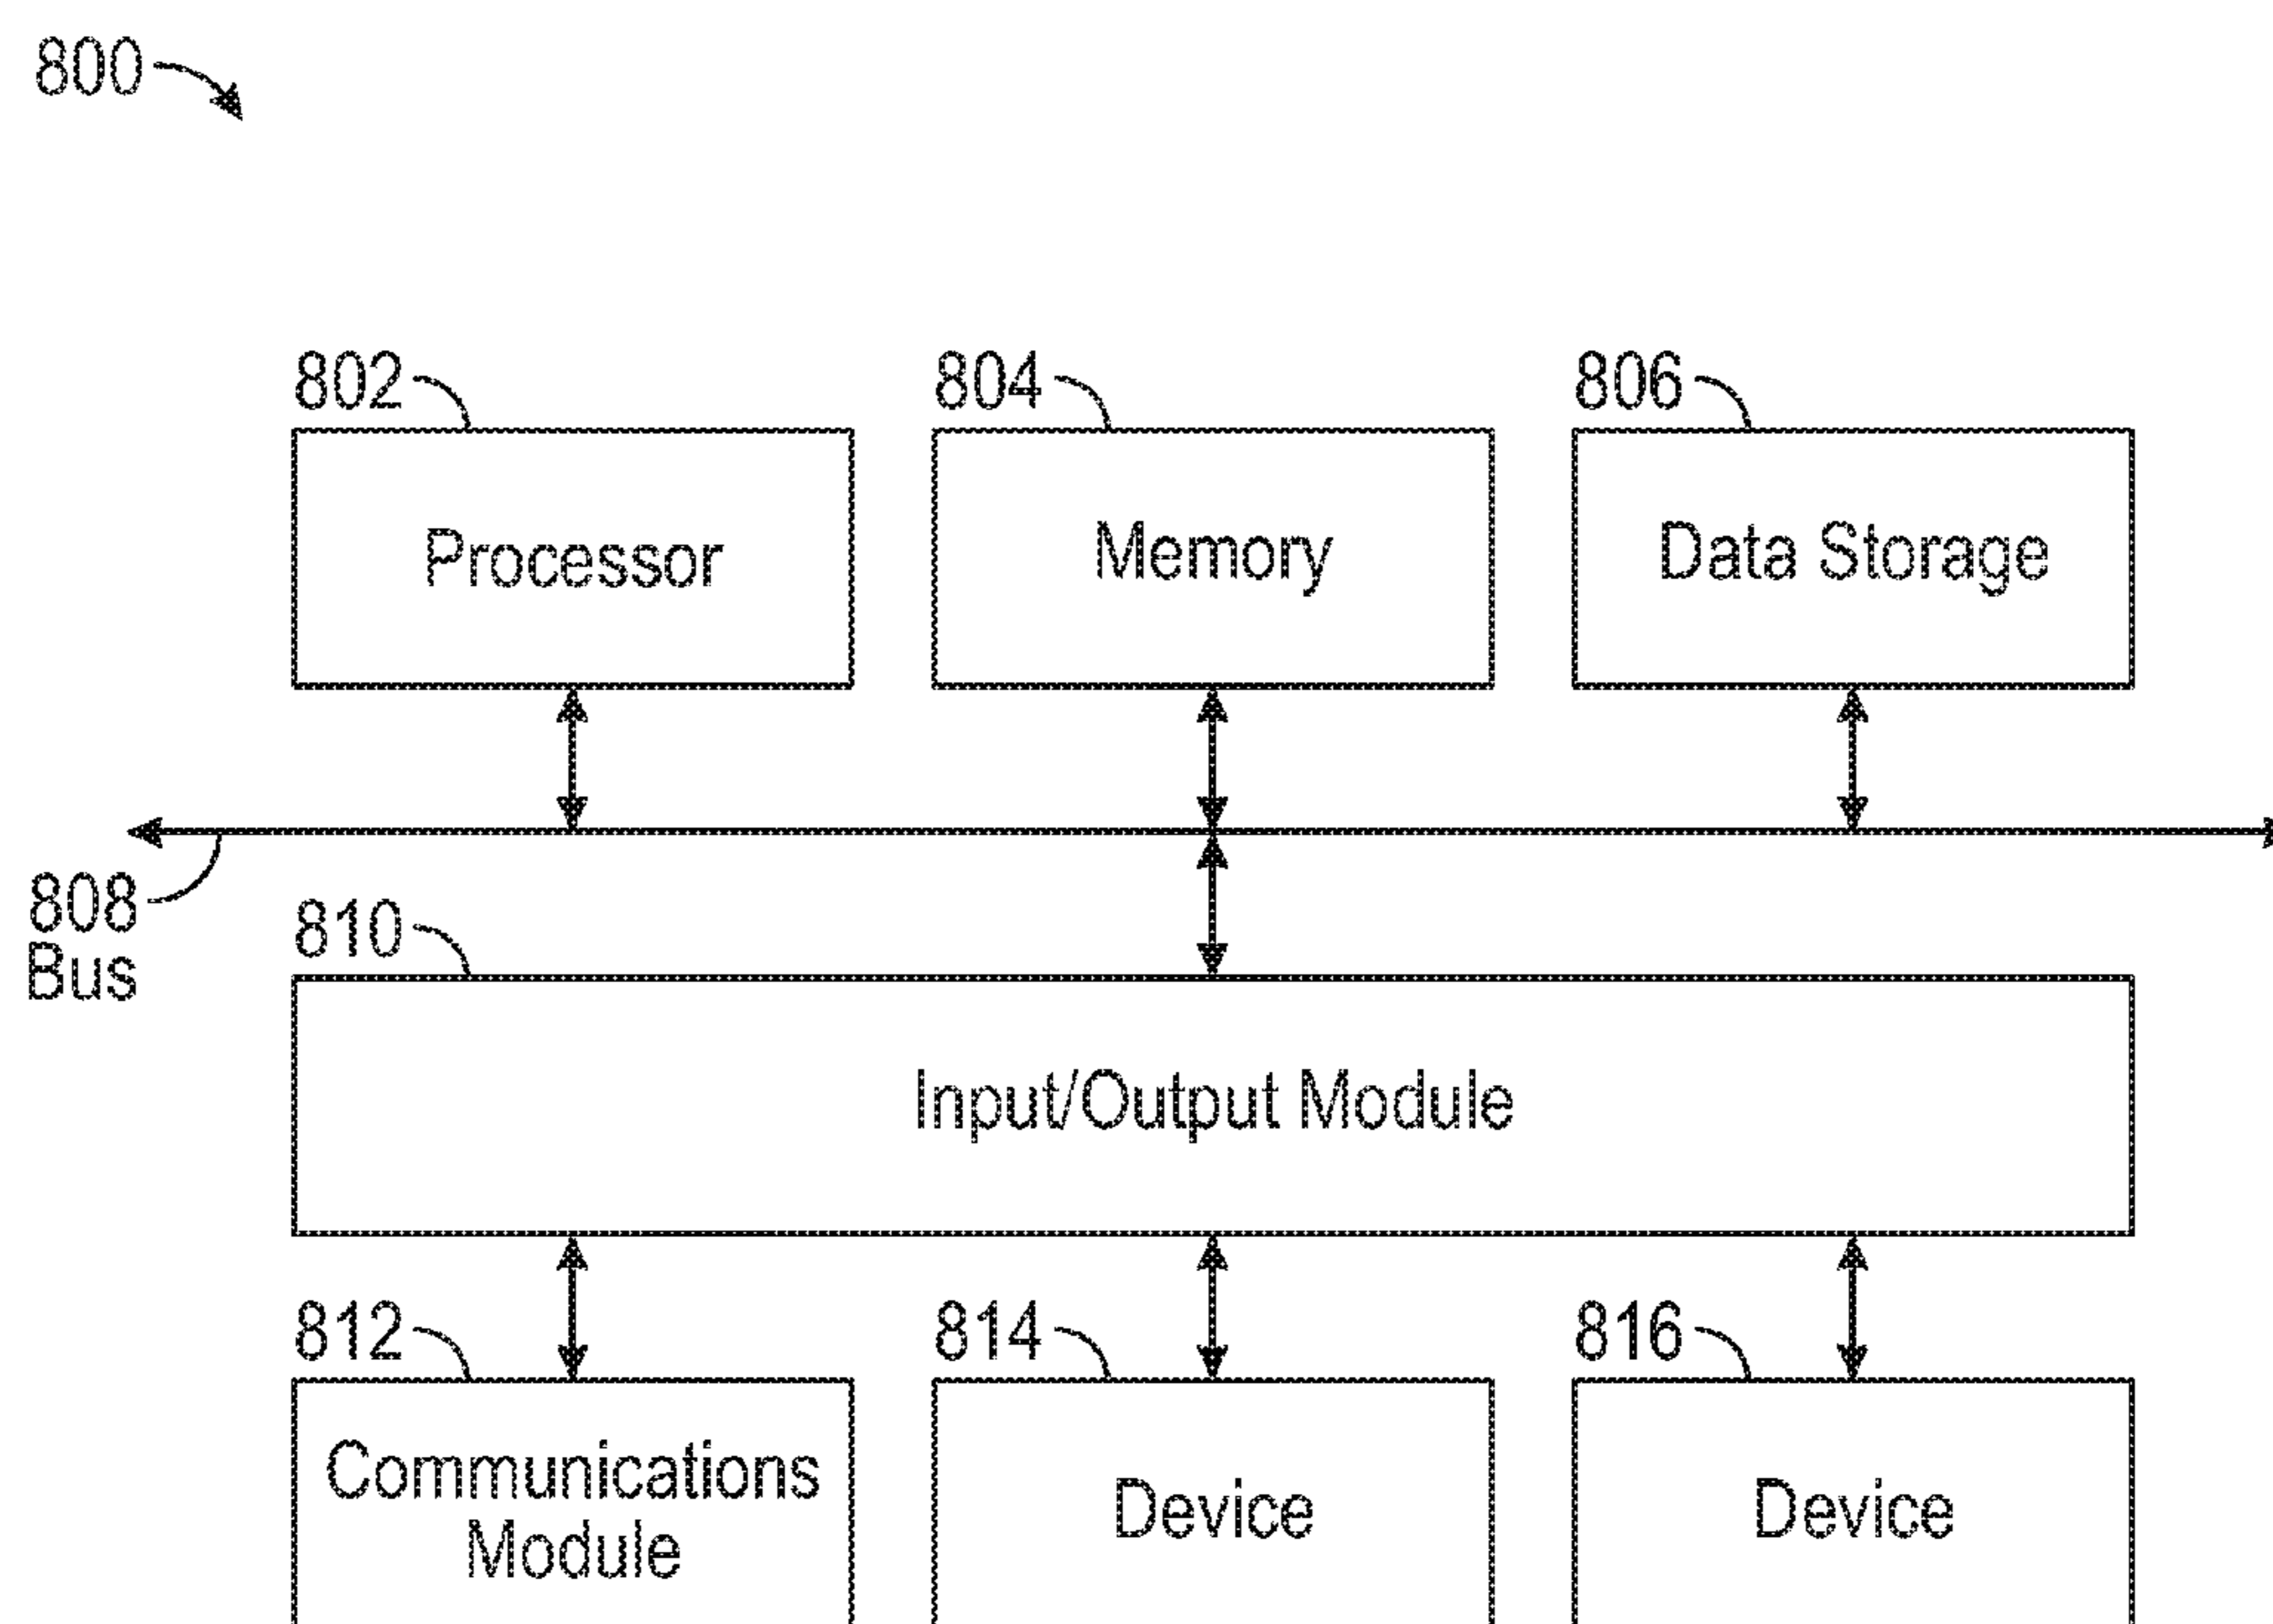 800
802
804
806
Processor
Memory
Data Storage
808
Bus
810
Input/Output Module
812
814
816
Communications
Module
Device
Device